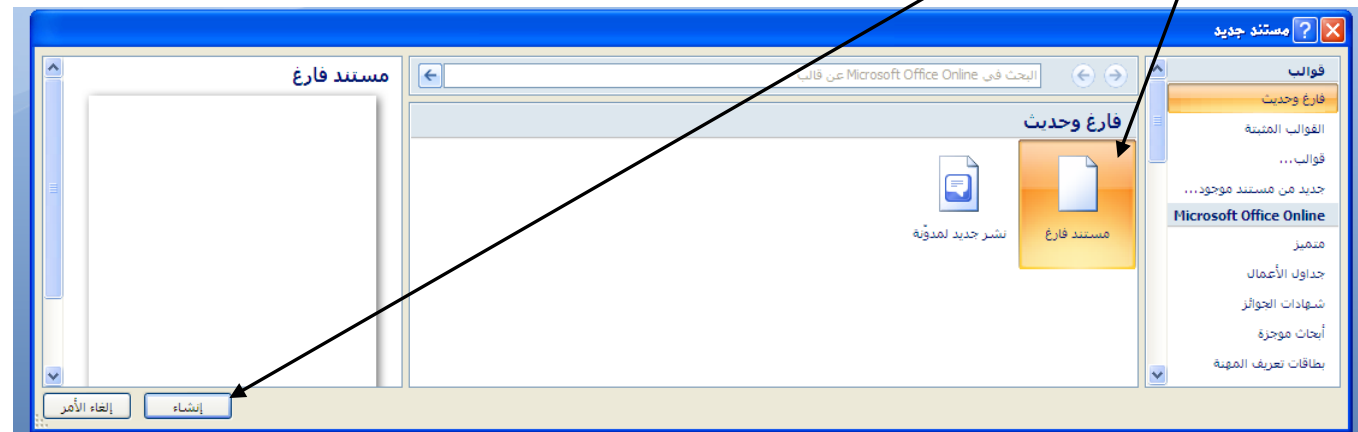 مستند جديد
قوالب
فارغ وحديث
القوالب المثبتة
قوالب...
جديد من مستند موجود...
Microsoft Office Online
متميز
جداول الأعمال
شهادات الجوائز
أبحاث موجزة
بطاقات تعريف المهنة
البحث في Microsoft Office Online عن قالب
فارغ وحديث
مستند فارغ
نشر جديد لمدوّنة
مستند فارغ
إنشاء
إلغاء الأمر